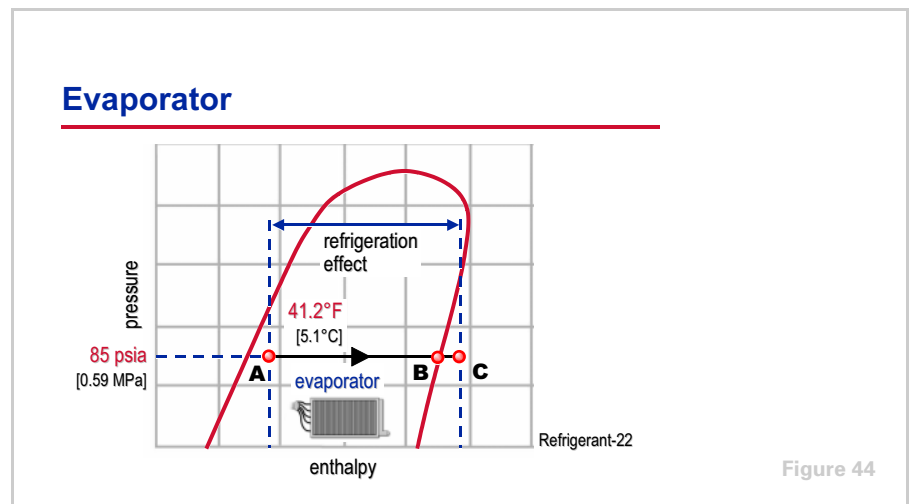 Evaporator
refrigeration
effect
pressure
41.2°F
[5.1°C]
85 psia
[0.59 MPa]
A
evaporator
B
C
Refrigerant-22
enthalpy
Figure 44